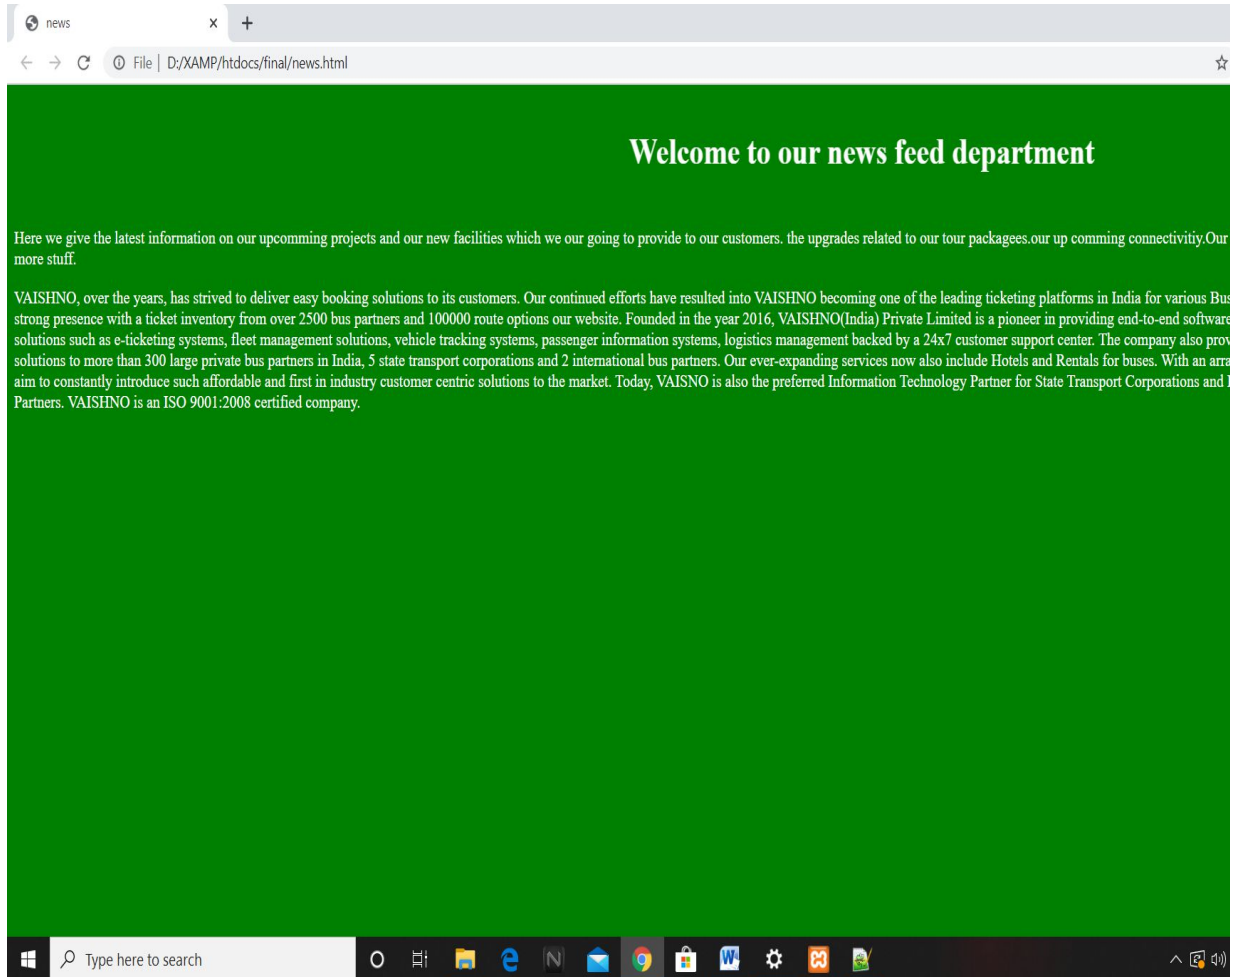 news
File | D:/XAMP/htdocs/final/news.html
Welcome to our news feed department
Here we give the latest information on our upcomming projects and our new facilities which we our going to provide to our customers. the upgrades related to our tour packagees.our up comming connectivitiy.Our
more stuff.
VAISHNO, over the years, has strived to deliver easy booking solutions to its customers. Our continued efforts have resulted into VAISHNO becoming one of the leading ticketing platforms in India for various Bus
strong presence with a ticket inventory from over 2500 bus partners and 100000 route options our website. Founded in the year 2016, VAISHNO(India) Private Limited is a pioneer in providing end-to-end software
solutions such as e-ticketing systems, fleet management solutions, vehicle tracking systems, passenger information systems, logistics management backed by a 24x7 customer support center. The company also
solutions to more than 300 large private bus partners in India, 5 state transport corporations and 2 international bus partners. Our ever-expanding services now also include Hotels and Rentals for buses. With an
aim to constantly introduce such affordable and first in industry customer centric solutions to the market. Today, VAISNO is also the preferred Information Technology Partner for State Transport Corporations and
Partners. VAISHNO is an ISO 9001:2008 certified company.
Type here to search